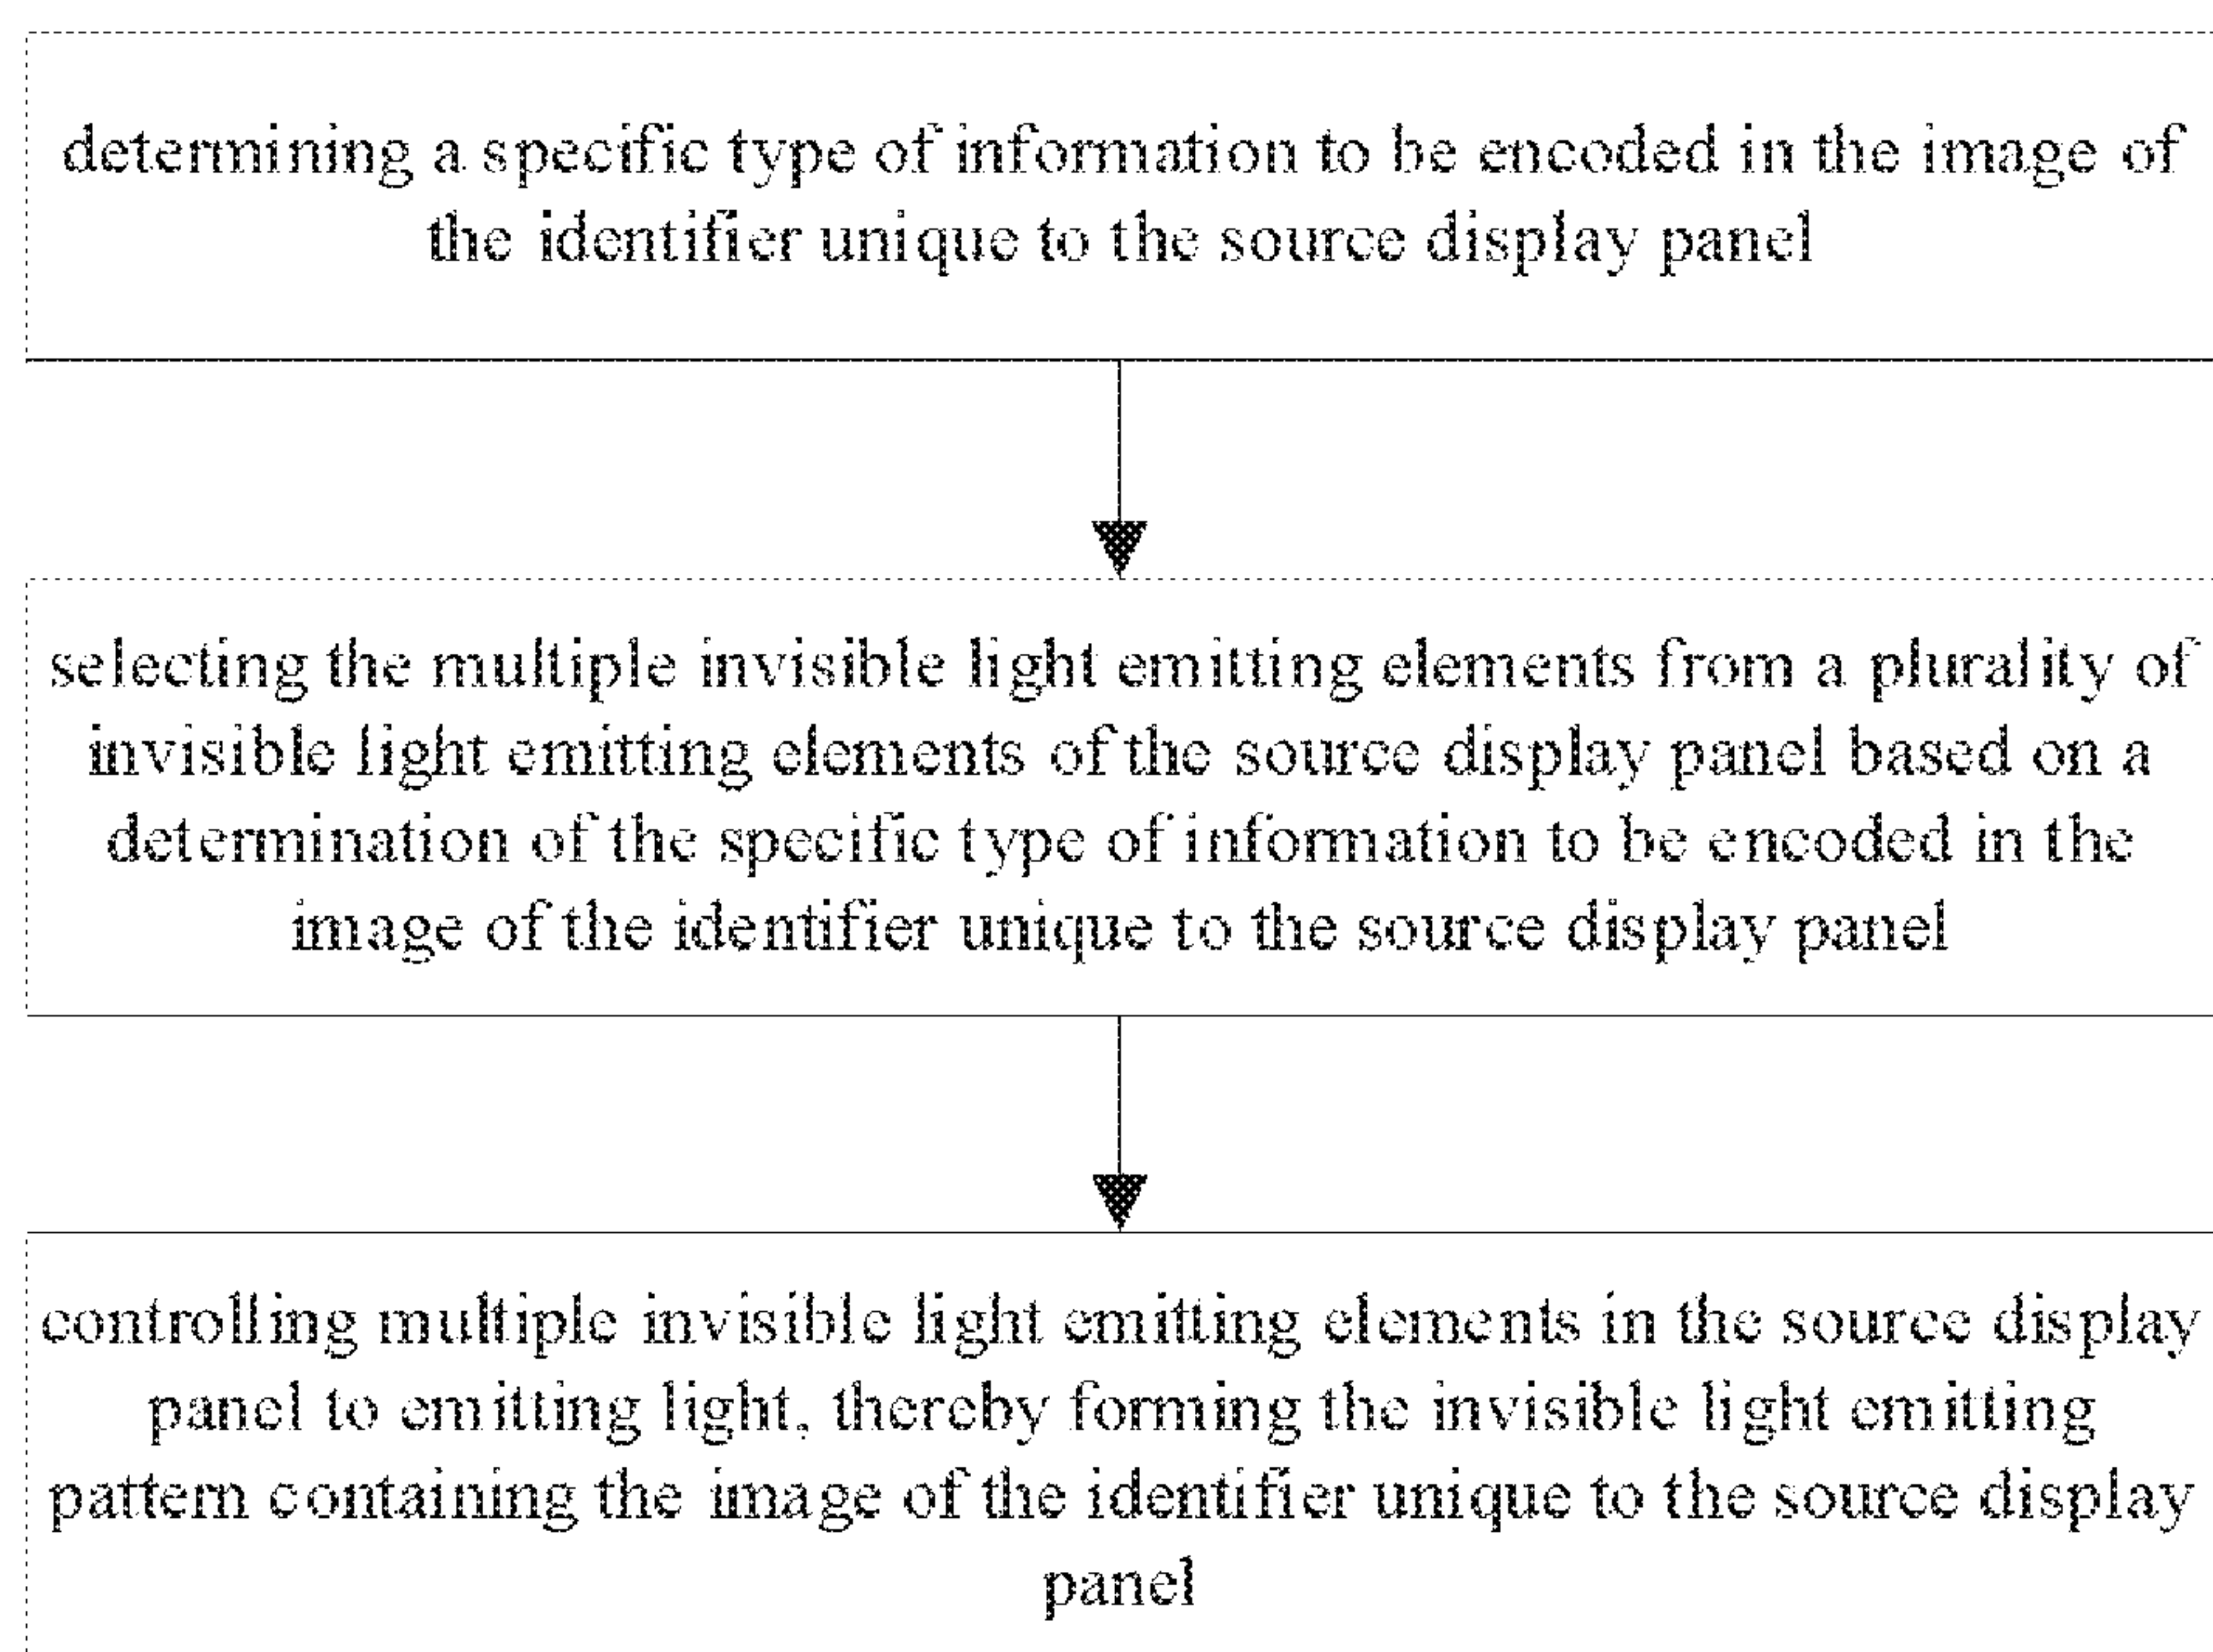 determining a specific type of information to be encoded in the image of
the identifier unique to the source display panel
selecting the multiple invisible light emitting elements from a plurality of
invisible light emitting elements of the source display panel based on a
determination of the specific type of information to be encoded in the
image of the identifier unique to the source display panel
controlling multiple invisible light emitting elements in the source display
panel to emitting light, thereby forming the invisible light emitting
pattern containing the image of the identifier unique to the source display
panel